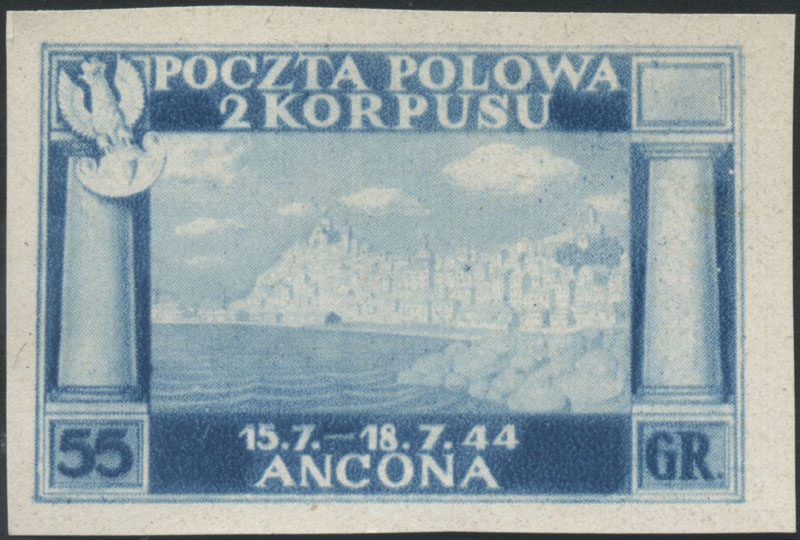 POCZTA POLOWA
2 KORPUSU
15.7.—18.7.44
ANCONA
55
GR.